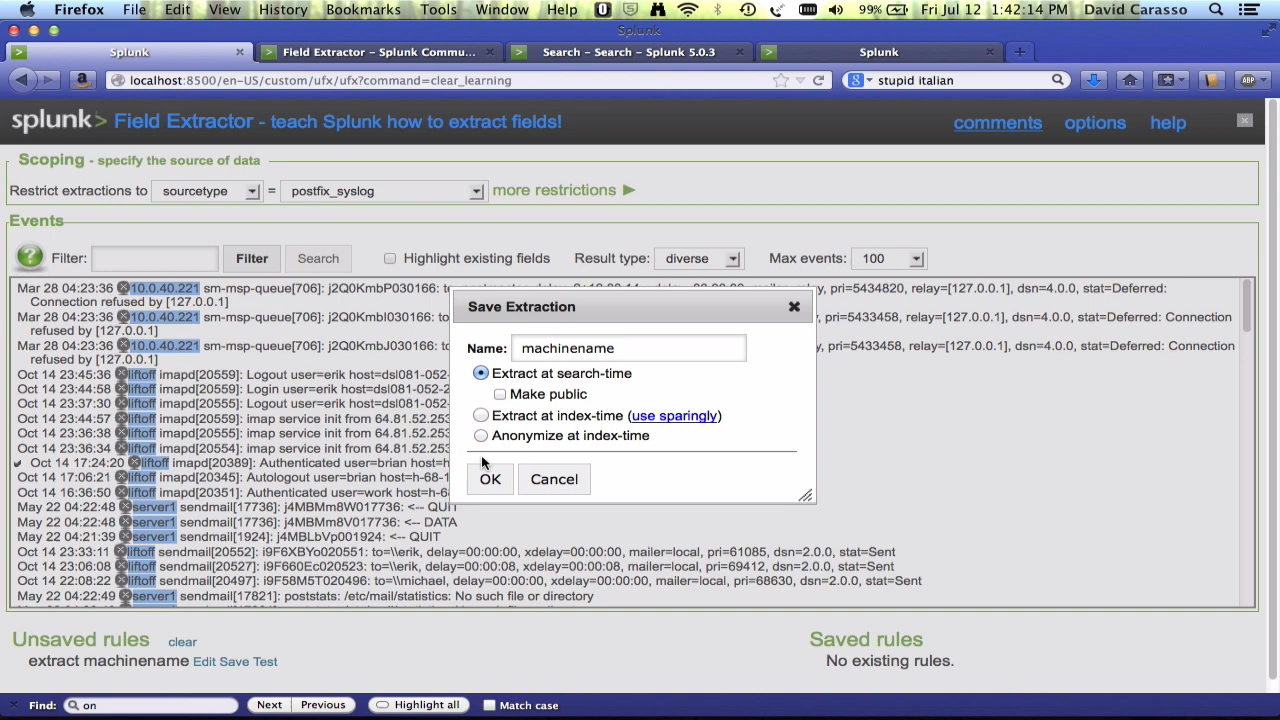 Firefox File Edit View History Bookmarks Tools Window Help 99% Fri Jul 12 1:42:14 PM David Carasso
Splunk
Splunk Field Extractor – Splunk Commu... Search – Search – Splunk 5.0.3 Splunk
localhost:8500/en-US/custom/ufx/ufx?command=clear_learning stupid italian ABP
splunk> Field Extractor - teach Splunk how to extract fields! comments options help
Scoping - specify the source of data
Restrict extractions to sourcetype = postfix_syslog more restrictions
Events
Filter: Filter Search Highlight existing fields Result type: diverse Max events: 100
Mar 28 04:23:36 10.0.40.221 sm-msp-queue[706]: j2Q0KmbP030166: to= relay, pri=5434820, relay=[127.0.0.1], dsn=4.0.0, stat=Deferred:
Connection refused by [127.0.0.1]
Mar 28 04:23:36 10.0.40.221 sm-msp-queue[706]: j2Q0KmbI030166: to= y, pri=5433458, relay=[127.0.0.1], dsn=4.0.0, stat=Deferred: Connection
refused by [127.0.0.1]
Mar 28 04:23:36 10.0.40.221 sm-msp-queue[706]: j2Q0KmbJ030166: to= ay, pri=5433458, relay=[127.0.0.1], dsn=4.0.0, stat=Deferred: Connection
refused by [127.0.0.1]
Oct 14 23:45:36 liftoff imapd[20559]: Logout user=erik host=dsl081-052-
Oct 14 23:44:58 liftoff imapd[20559]: Login user=erik host=dsl081-052-2
Oct 14 23:37:30 liftoff imapd[20555]: Logout user=erik host=dsl081-052-
Oct 14 23:44:57 liftoff imapd[20559]: imap service init from 64.81.52.253
Oct 14 23:36:38 liftoff imapd[20555]: imap service init from 64.81.52.253
Oct 14 23:36:34 liftoff imapd[20554]: imap service init from 64.81.52.253
Oct 14 17:24:20 liftoff imapd[20389]: Authenticated user=brian host=h-
Oct 14 17:06:21 liftoff imapd[20345]: Autologout user=brian host=h-68-1
Oct 14 16:36:50 liftoff imapd[20351]: Authenticated user=work host=h-6
May 22 04:22:48 server1 sendmail[17736]: j4MBMm8W017736: <-- QUIT
May 22 04:22:48 server1 sendmail[17736]: j4MBMm8V017736: <-- DATA
May 22 04:21:39 server1 sendmail[1924]: j4MBLbVp001924: <-- QUIT
Oct 14 23:33:11 liftoff sendmail[20552]: i9F6XBYo020551: to=\\erik, delay=00:00:00, xdelay=00:00:00, mailer=local, pri=61085, dsn=2.0.0, stat=Sent
Oct 14 23:06:08 liftoff sendmail[20527]: i9F660Ec020523: to=\\erik, delay=00:00:08, xdelay=00:00:08, mailer=local, pri=69412, dsn=2.0.0, stat=Sent
Oct 14 22:08:22 liftoff sendmail[20497]: i9F58M5T020496: to=\\michael, delay=00:00:00, xdelay=00:00:00, mailer=local, pri=68630, dsn=2.0.0, stat=Sent
May 22 04:22:49 server1 sendmail[17821]: poststats: /etc/mail/statistics: No such file or directory
Save Extraction
Name: machinename
Extract at search-time
Make public
Extract at index-time (use sparingly)
Anonymize at index-time
OK Cancel
Unsaved rules clear
extract machinename Edit Save Test
Saved rules
No existing rules.
Find: on Next Previous Highlight all Match case